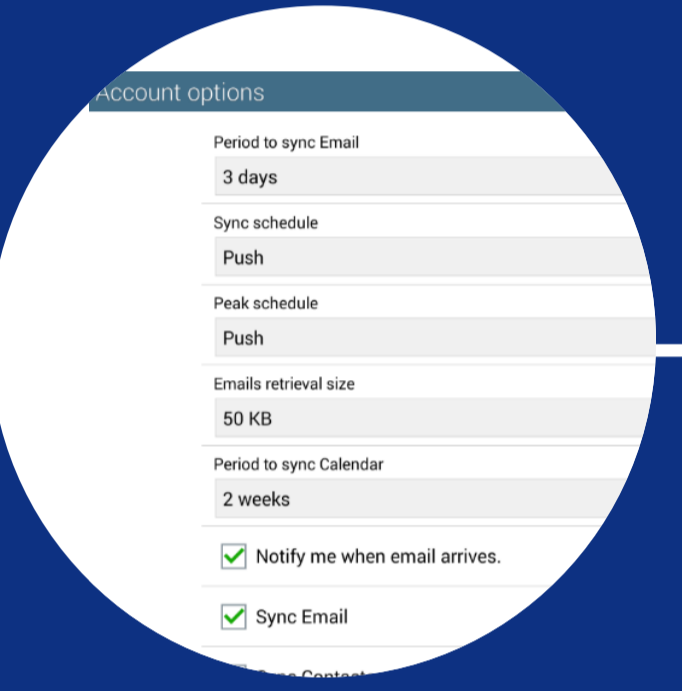 Account options
Period to sync Email
3 days
Sync schedule
Push
Peak schedule
Push
Emails retrieval size
50 KB
Period to sync Calendar
2 weeks
Notify me when email arrives.
Sync Email